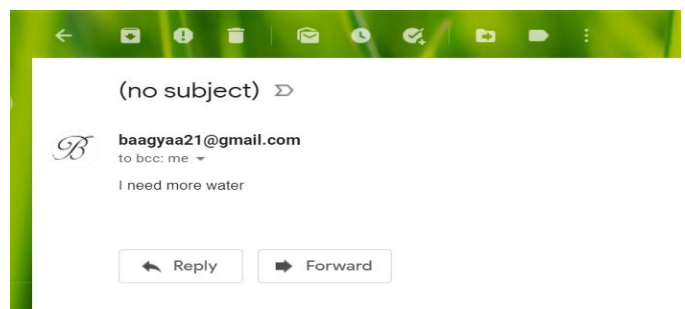 (no subject)
B
baagyaa21@gmail.com
to bcc: me
I need more water
Reply
Forward